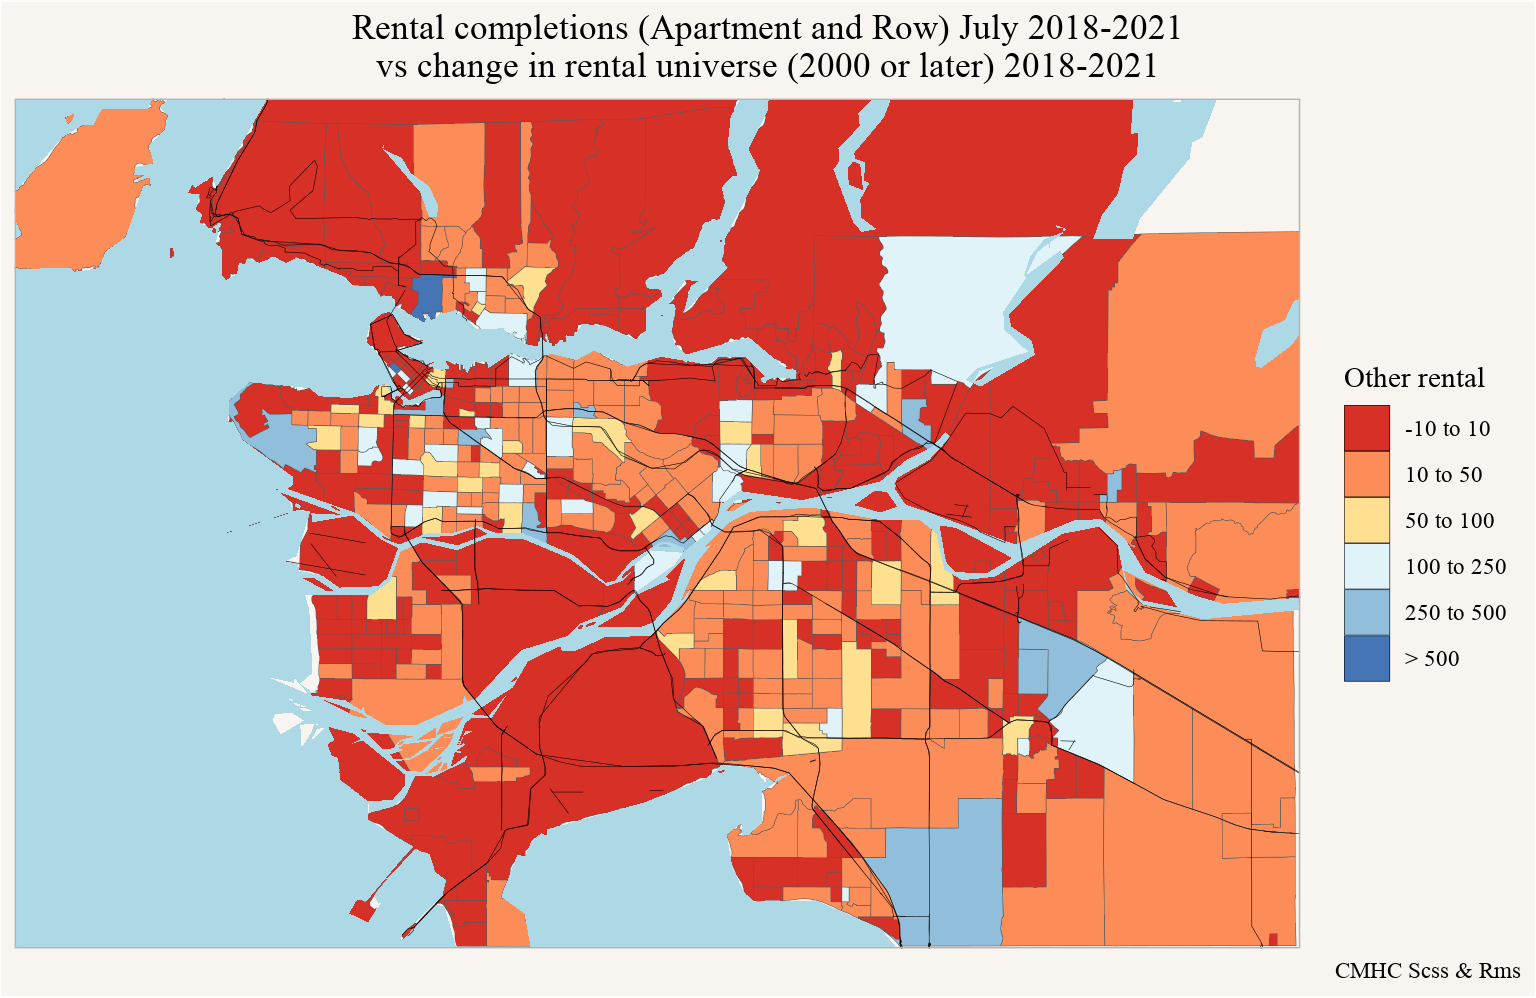 Rental completions (Apartment and Row) July 2018-2021
vs change in rental universe (2000 or later) 2018-2021
Other rental
-10 to 10
10 to 50
50 to 100
100 to 250
250 to 500
> 500
CMHC Scss & Rms